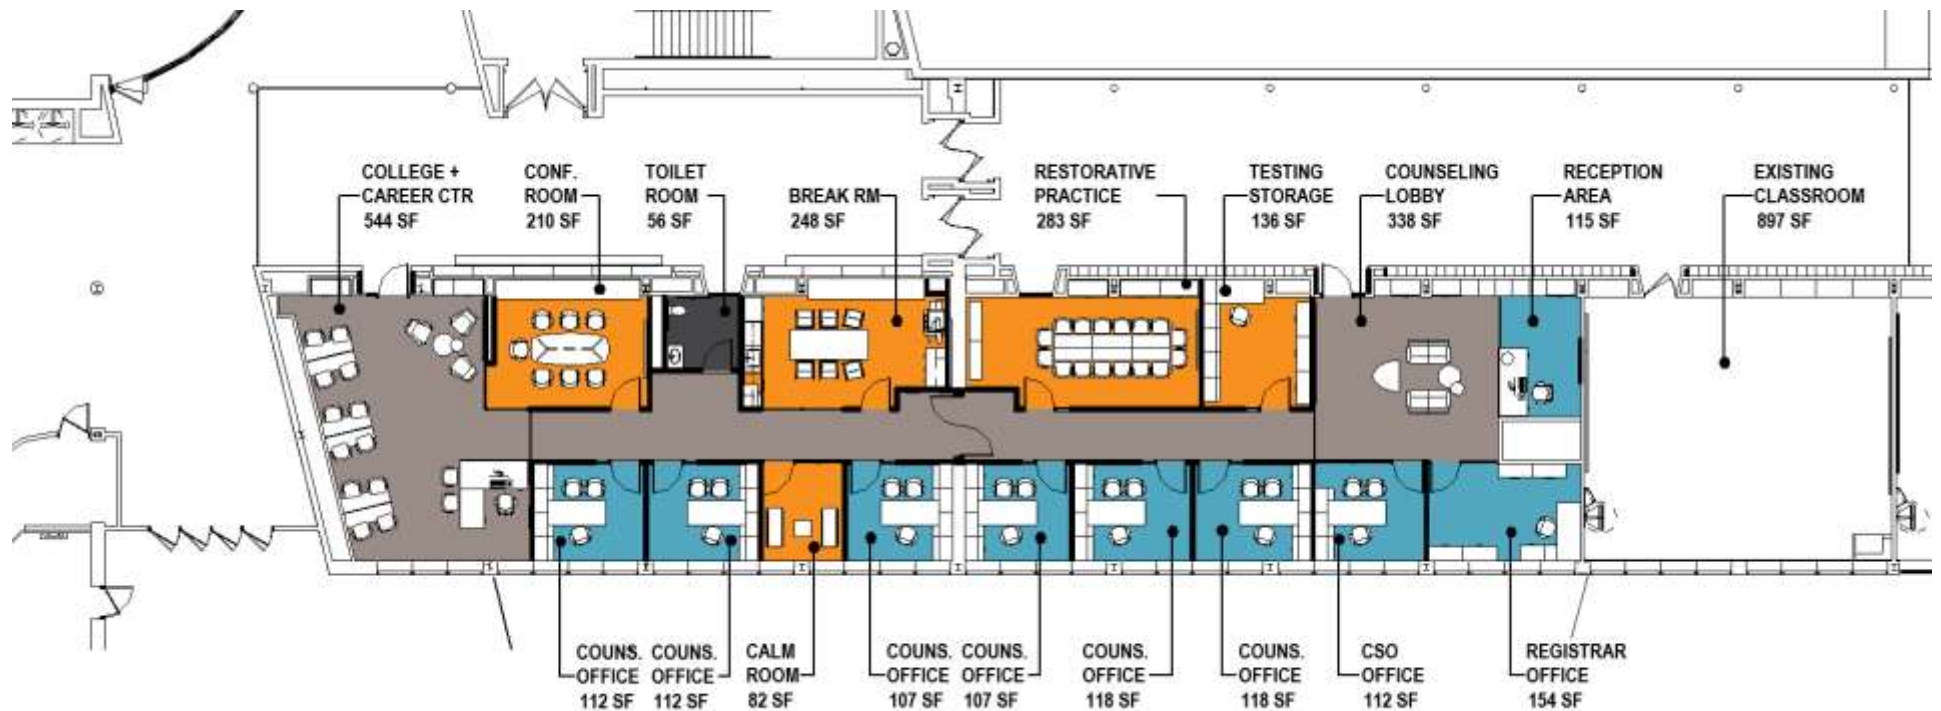 COLLEGE +
CAREER CTR
544 SF
CONF.
ROOM
210 SF
TOILET
ROOM
56 SF
BREAK RM
248 SF
RESTORATIVE
PRACTICE
283 SF
TESTING
STORAGE
136 SF
COUNSELING
LOBBY
338 SF
RECEPTION
AREA
115 SF
EXISTING
CLASSROOM
897 SF
COUNS.
OFFICE
112 SF
COUNS.
OFFICE
112 SF
CALM
ROOM
82 SF
COUNS.
OFFICE
107 SF
COUNS.
OFFICE
107 SF
COUNS.
OFFICE
118 SF
COUNS.
OFFICE
118 SF
CSO
OFFICE
112 SF
REGISTRAR
OFFICE
154 SF